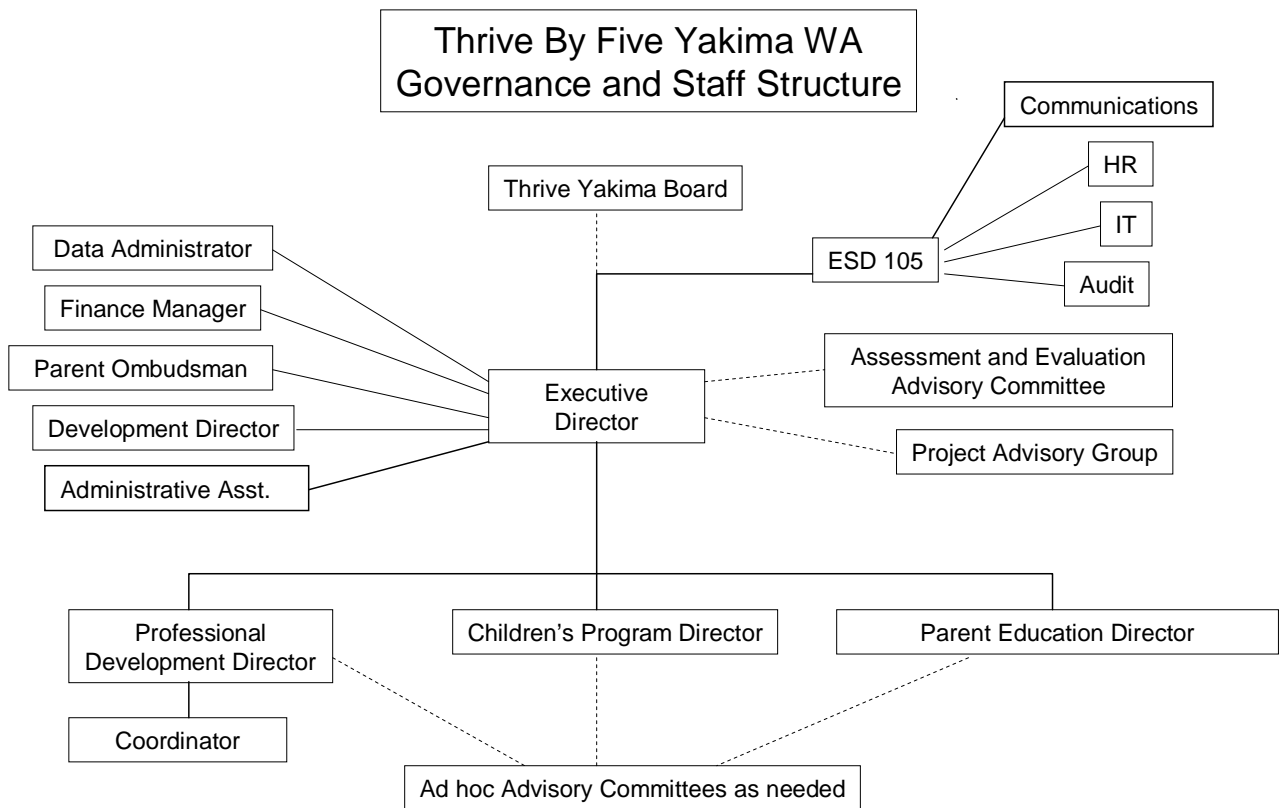 Thrive By Five Yakima WA
Governance and Staff Structure
Communications
HR
IT
Audit
Thrive Yakima Board
ESD 105
Data Administrator
Finance Manager
Parent Ombudsman
Development Director
Administrative Asst.
Executive
Director
Assessment and Evaluation
Advisory Committee
Project Advisory Group
Professional
Development Director
Children's Program Director
Parent Education Director
Coordinator
Ad hoc Advisory Committees as needed